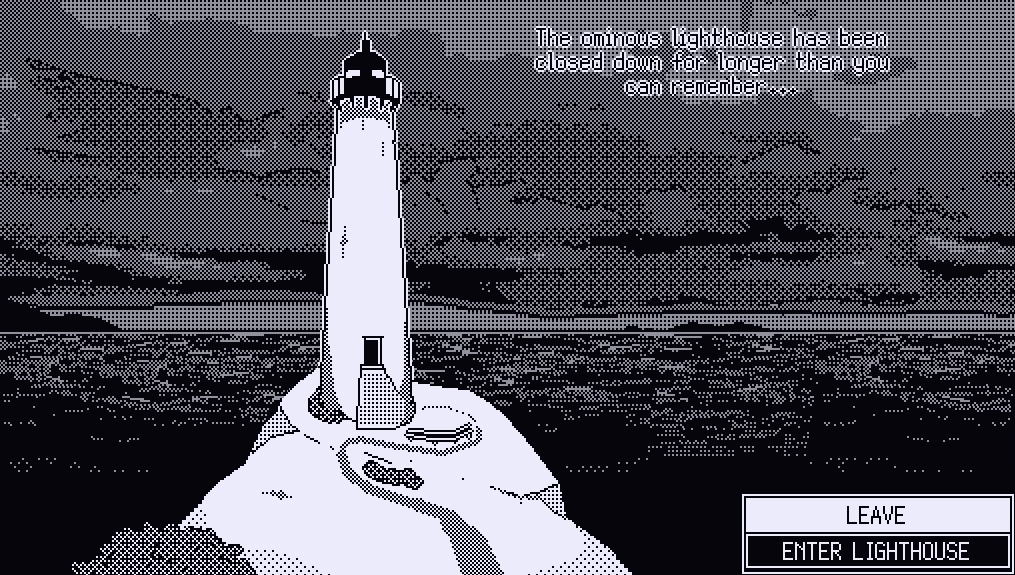 The ominous lighthouse has been
closed down for longer than you
can remember...
LEAVE
ENTER LIGHTHOUSE